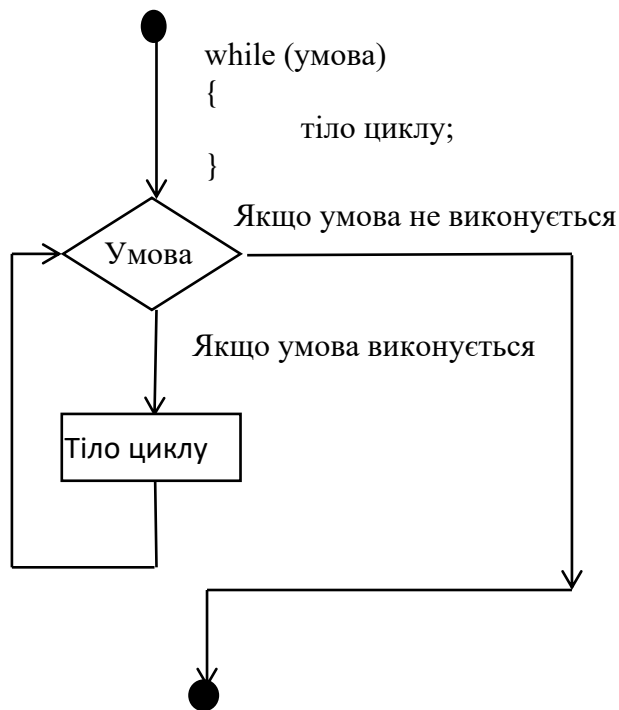 while (умова)
{
тіло циклу;
}
Якщо умова не виконується
Умова
Якщо умова виконується
Тіло циклу